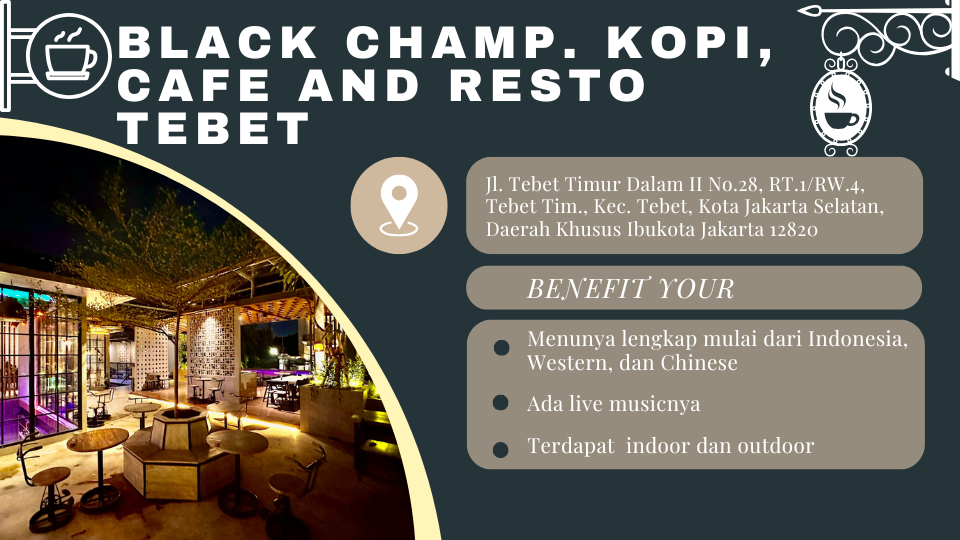 BLACK CHAMP. KOPI,
CAFE AND RESTO
TEBET
Jl. Tebet Timur Dalam II No.28, RT.1/RW.4,
Tebet Tim., Kec. Tebet, Kota Jakarta Selatan,
Daerah Khusus Ibukota Jakarta 12820
BENEFIT YOUR
Menunya lengkap mulai dari Indonesia,
Western, dan Chinese
Ada live musicnya
Terdapat  indoor dan outdoor